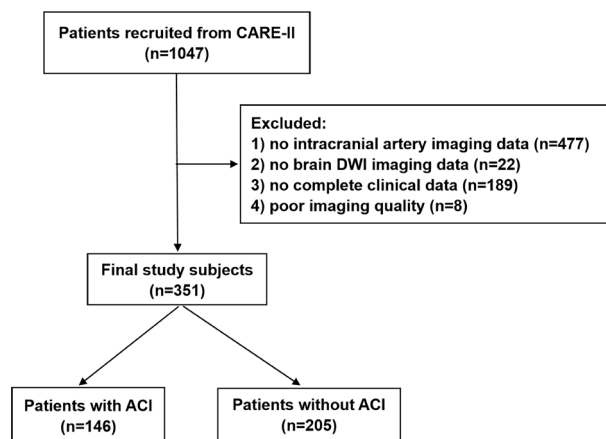 Patients recruited from CARE-II
(n=1047)
Excluded:
1) no intracranial artery imaging data (n=477)
2) no brain DWI imaging data (n=22)
3) no complete clinical data (n=189)
4) poor imaging quality (n=8)
Final study subjects
(n=351)
Patients with ACI
(n=146)
Patients without ACI
(n=205)